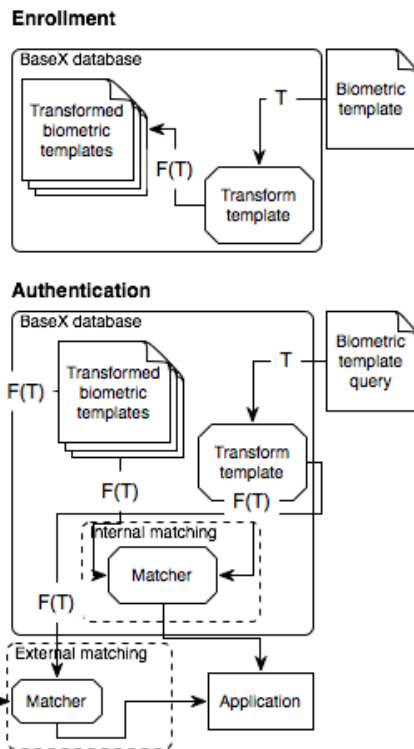 Enrollment
BaseX database
Transformed
biometric
templates
T
Biometric
template
F(T)
Transform
template
Authentication
BaseX database
Transformed
biometric
templates
F(T)
T
Biometric
template
query
Transform
template
F(T)
F(T)
Internal matching
Matcher
F(T)
External matching
Matcher
Application